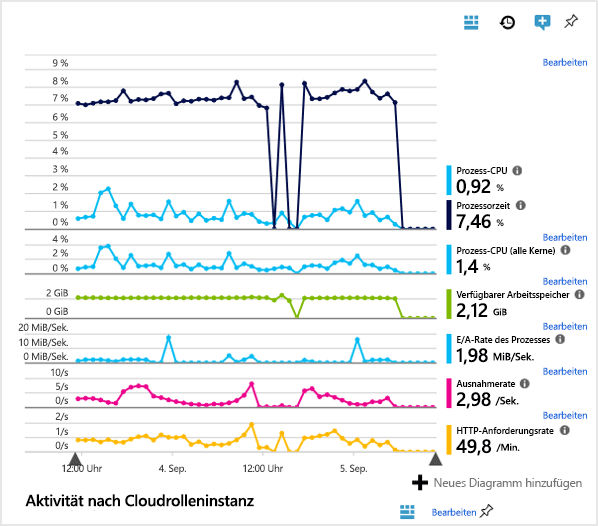 Bearbeiten
9 %
8 %
7 %
6 %
5 %
4 %
3 %
2 %
1 %
0 %
Prozess-CPU
0,92 %
Prozessorzeit
7,46 %
Bearbeiten
4 %
2 %
0 %
Prozess-CPU (alle Kerne)
1,4 %
Bearbeiten
2 GiB
0 GiB
Verfügbarer Arbeitsspeicher
2,12 GiB
Bearbeiten
20 MiB/Sek.
10 MiB/Sek.
0 MiB/Sek.
E/A-Rate des Prozesses
1,98 MiB/Sek.
Bearbeiten
10/s
5/s
0/s
Ausnahmerate
2,98 /Sek.
Bearbeiten
2/s
1/s
0/s
HTTP-Anforderungsrate
49,8 /Min.
12:00 Uhr 4. Sep. 12:00 Uhr 5. Sep.
Neues Diagramm hinzufügen
Aktivität nach Cloudrolleninstanz
Bearbeiten